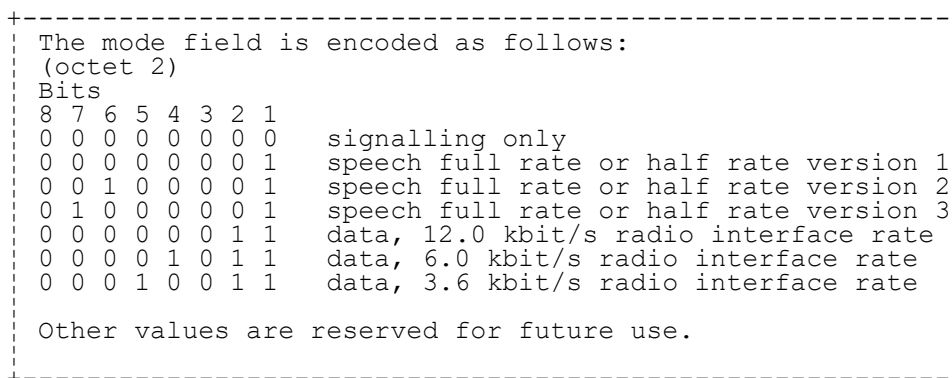 The mode field is encoded as follows:
(octet 2)
Bits
8 7 6 5 4 3 2 1
0 0 0 0 0 0 0 0 signalling only
0 0 0 0 0 0 0 1 speech full rate or half rate version 1
0 0 1 0 0 0 0 1 speech full rate or half rate version 2
0 1 0 0 0 0 0 1 speech full rate or half rate version 3
0 0 0 0 0 0 1 1 data, 12.0 kbit/s radio interface rate
0 0 0 0 1 0 1 1 data, 6.0 kbit/s radio interface rate
0 0 0 1 0 0 1 1 data, 3.6 kbit/s radio interface rate
Other values are reserved for future use.